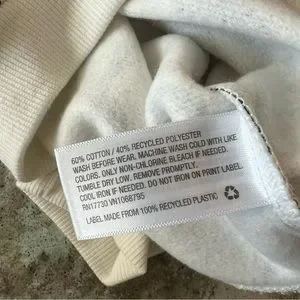 60% COTTON / 40% RECYCLED POLYESTER
WASH BEFORE WEAR. MACHINE WASH COLD WITH LIKE
COLORS. ONLY NON-CHLORINE BLEACH IF NEEDED.
TUMBLE DRY LOW. REMOVE PROMPTLY.
COOL IRON IF NEEDED. DO NOT IRON ON PRINT LABEL.
RN17730 VN1068795
LABEL MADE FROM 100% RECYCLED PLASTIC